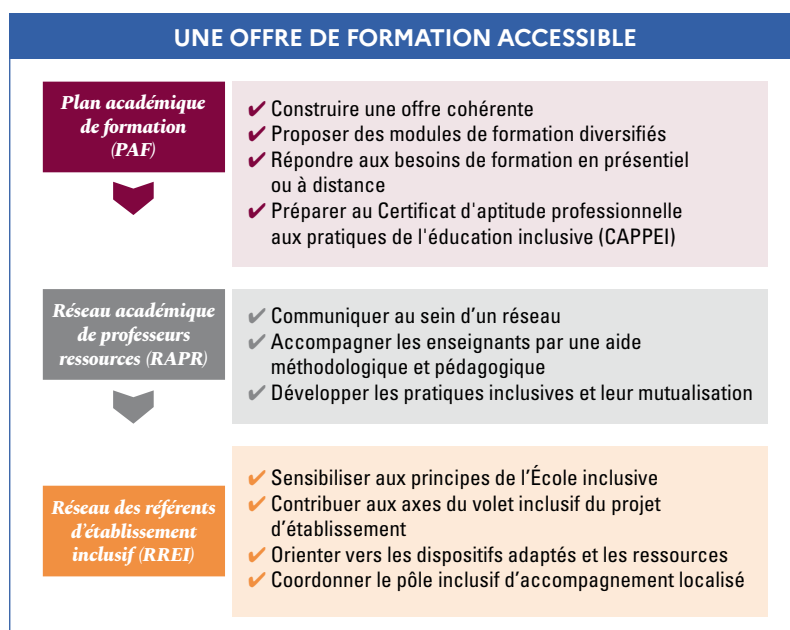 UNE OFFRE DE FORMATION ACCESSIBLE
Plan académique
de formation
(PAF)
✔ Construire une offre cohérente
✔ Proposer des modules de formation diversifiés
✔ Répondre aux besoins de formation en présentiel
ou à distance
✔ Préparer au Certificat d'aptitude professionnelle
aux pratiques de l'éducation inclusive (CAPPEI)
Réseau académique
de professeurs
ressources (RAPR)
✔ Communiquer au sein d’un réseau
✔ Accompagner les enseignants par une aide
méthodologique et pédagogique
✔ Développer les pratiques inclusives et leur mutualisation
Réseau des référents
d’établissement
inclusif (RREI)
✔ Sensibiliser aux principes de l’École inclusive
✔ Contribuer aux axes du volet inclusif du projet
d’établissement
✔ Orienter vers les dispositifs adaptés et les ressources
✔ Coordonner le pôle inclusif d’accompagnement localisé